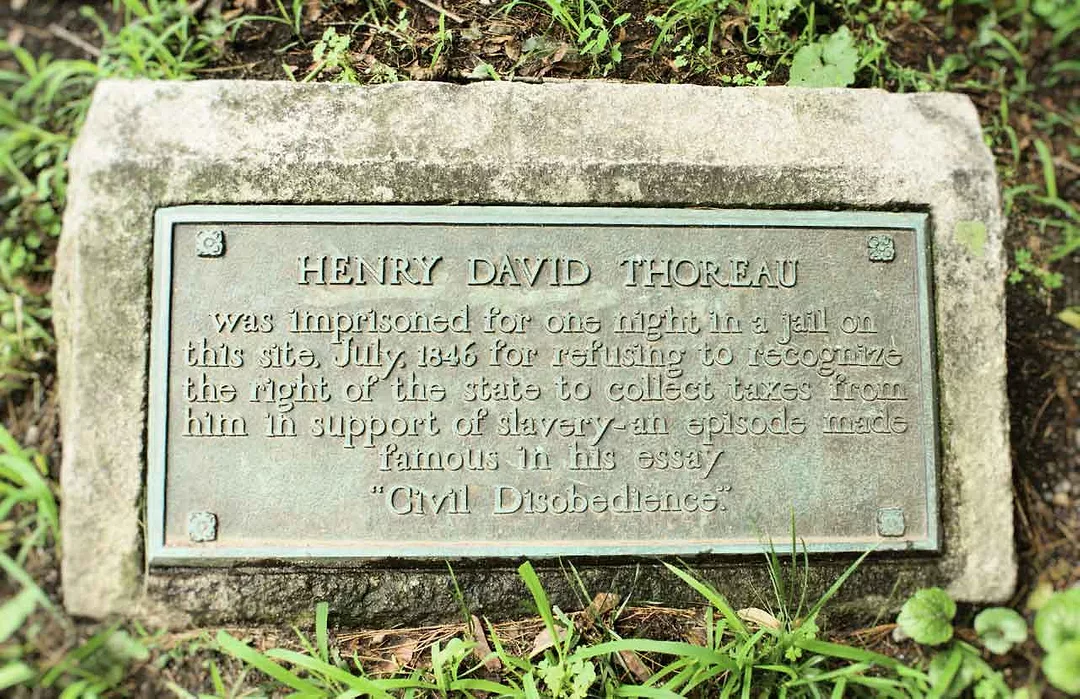 HENRY DAVID THOREAU
was imprisoned for one night in a jail on
this site, July, 1846 for refusing to recognize
the right of the state to collect taxes from
him in support of slavery-an episode made
famous in his essay
"Civil Disobedience."